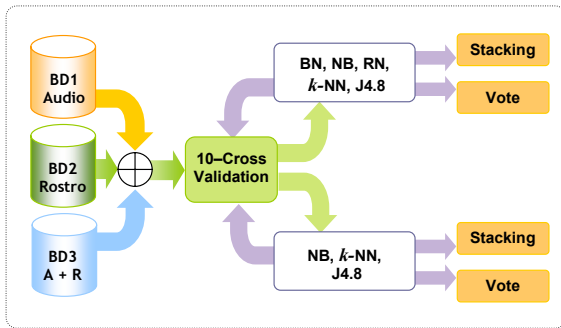 BD1
Audio
BD2
Rostro
BD3
A + R
10–Cross
Validation
BN, NB, RN,
k-NN, J4.8
Stacking
Vote
NB, k-NN,
J4.8
Stacking
Vote